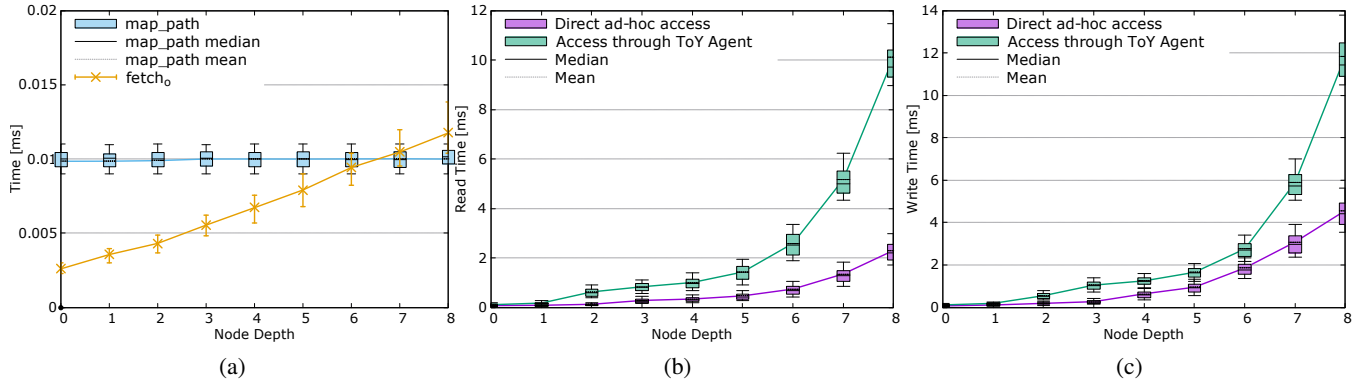 0.02
0.015
0.01
0.005
0
Time [ms]
map_path
map_path median
map_path mean
fetcho
0 1 2 3 4 5 6 7 8
Node Depth
(a)
12
10
8
6
4
2
0
Read Time [ms]
Direct ad-hoc access
Access through ToY Agent
Median
Mean
0 1 2 3 4 5 6 7 8
Node Depth
(b)
14
12
10
8
6
4
2
0
Write Time [ms]
Direct ad-hoc access
Access through ToY Agent
Median
Mean
0 1 2 3 4 5 6 7 8
Node Depth
(c)